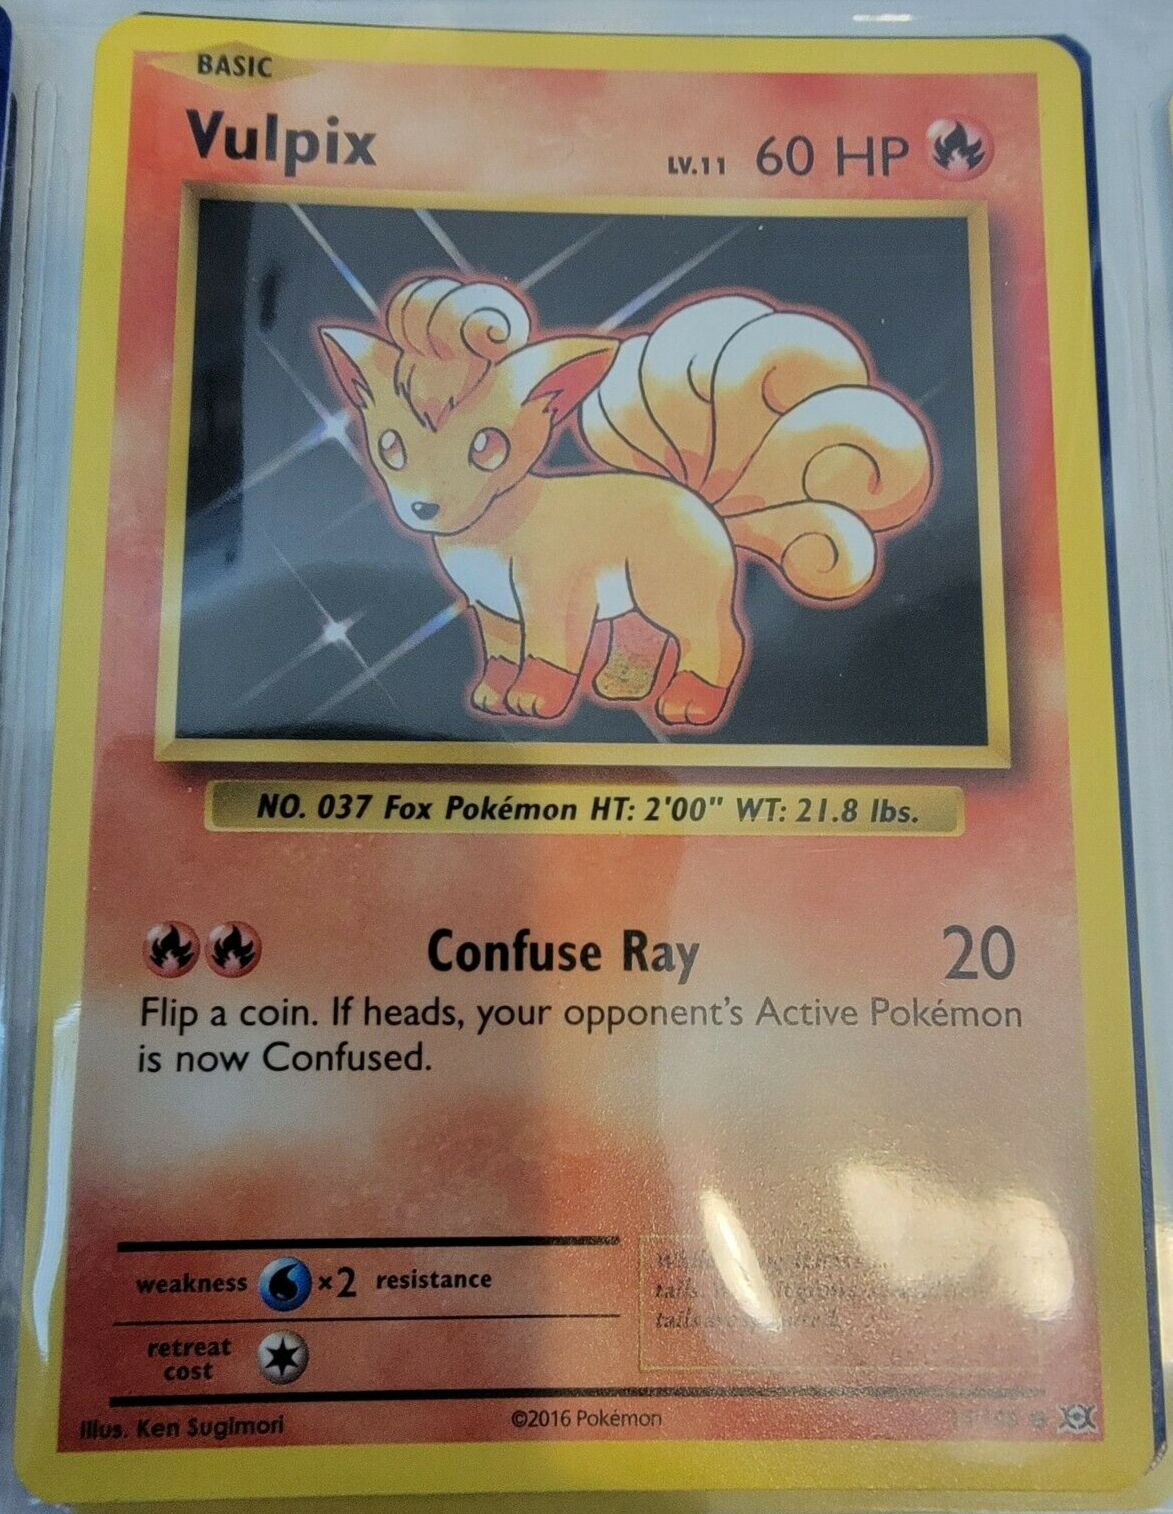 BASIC
Vulpix
LV.11 60 HP
NO. 037 Fox Pokémon HT: 2'00" WT: 21.8 lbs.
Confuse Ray 20
Flip a coin. If heads, your opponent's Active Pokémon
is now Confused.
weakness ×2 resistance
retreat
cost
tails.
tails
Illus. Ken Sugimori ©2016 Pokémon